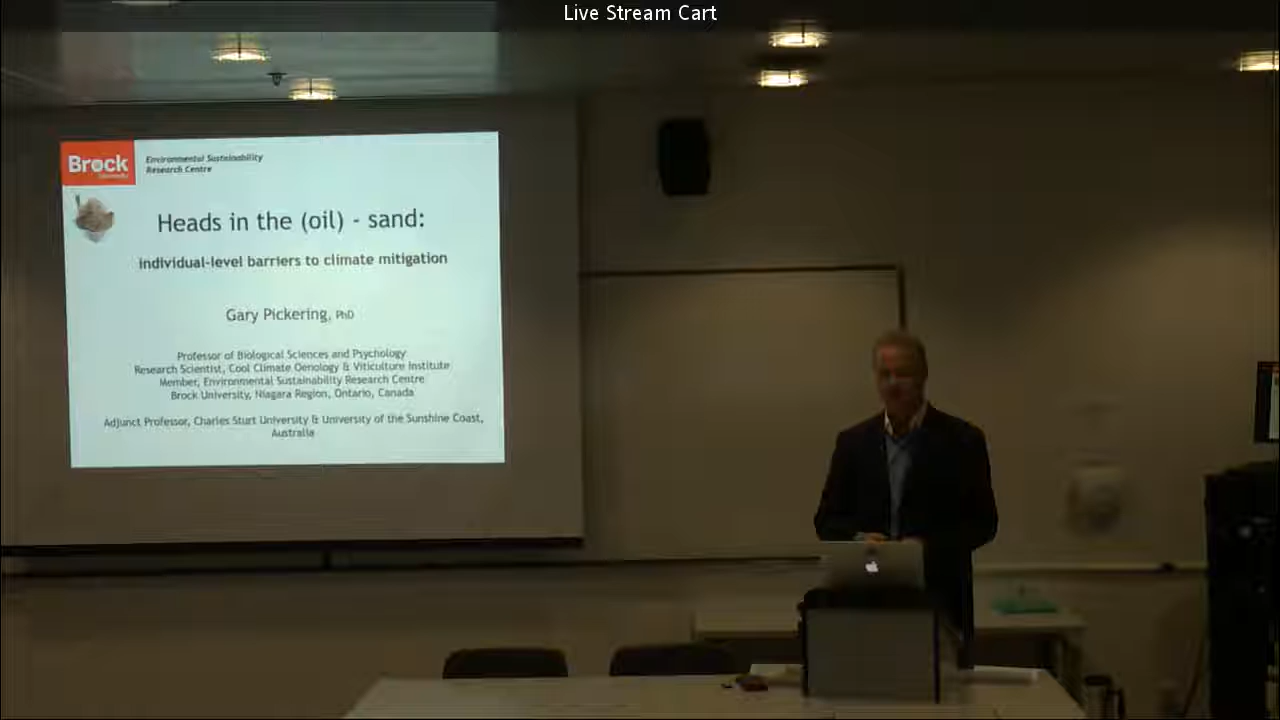 Live Stream Cart
Brock
University
Environmental Sustainability
Research Centre
Heads in the (oil) - sand:
individual-level barriers to climate mitigation
Gary Pickering, PhD
Professor of Biological Sciences and Psychology
Research Scientist, Cool Climate Oenology & Viticulture Institute
Member, Environmental Sustainability Research Centre
Brock University, Niagara Region, Ontario, Canada
Adjunct Professor, Charles Sturt University & University of the Sunshine Coast,
Australia